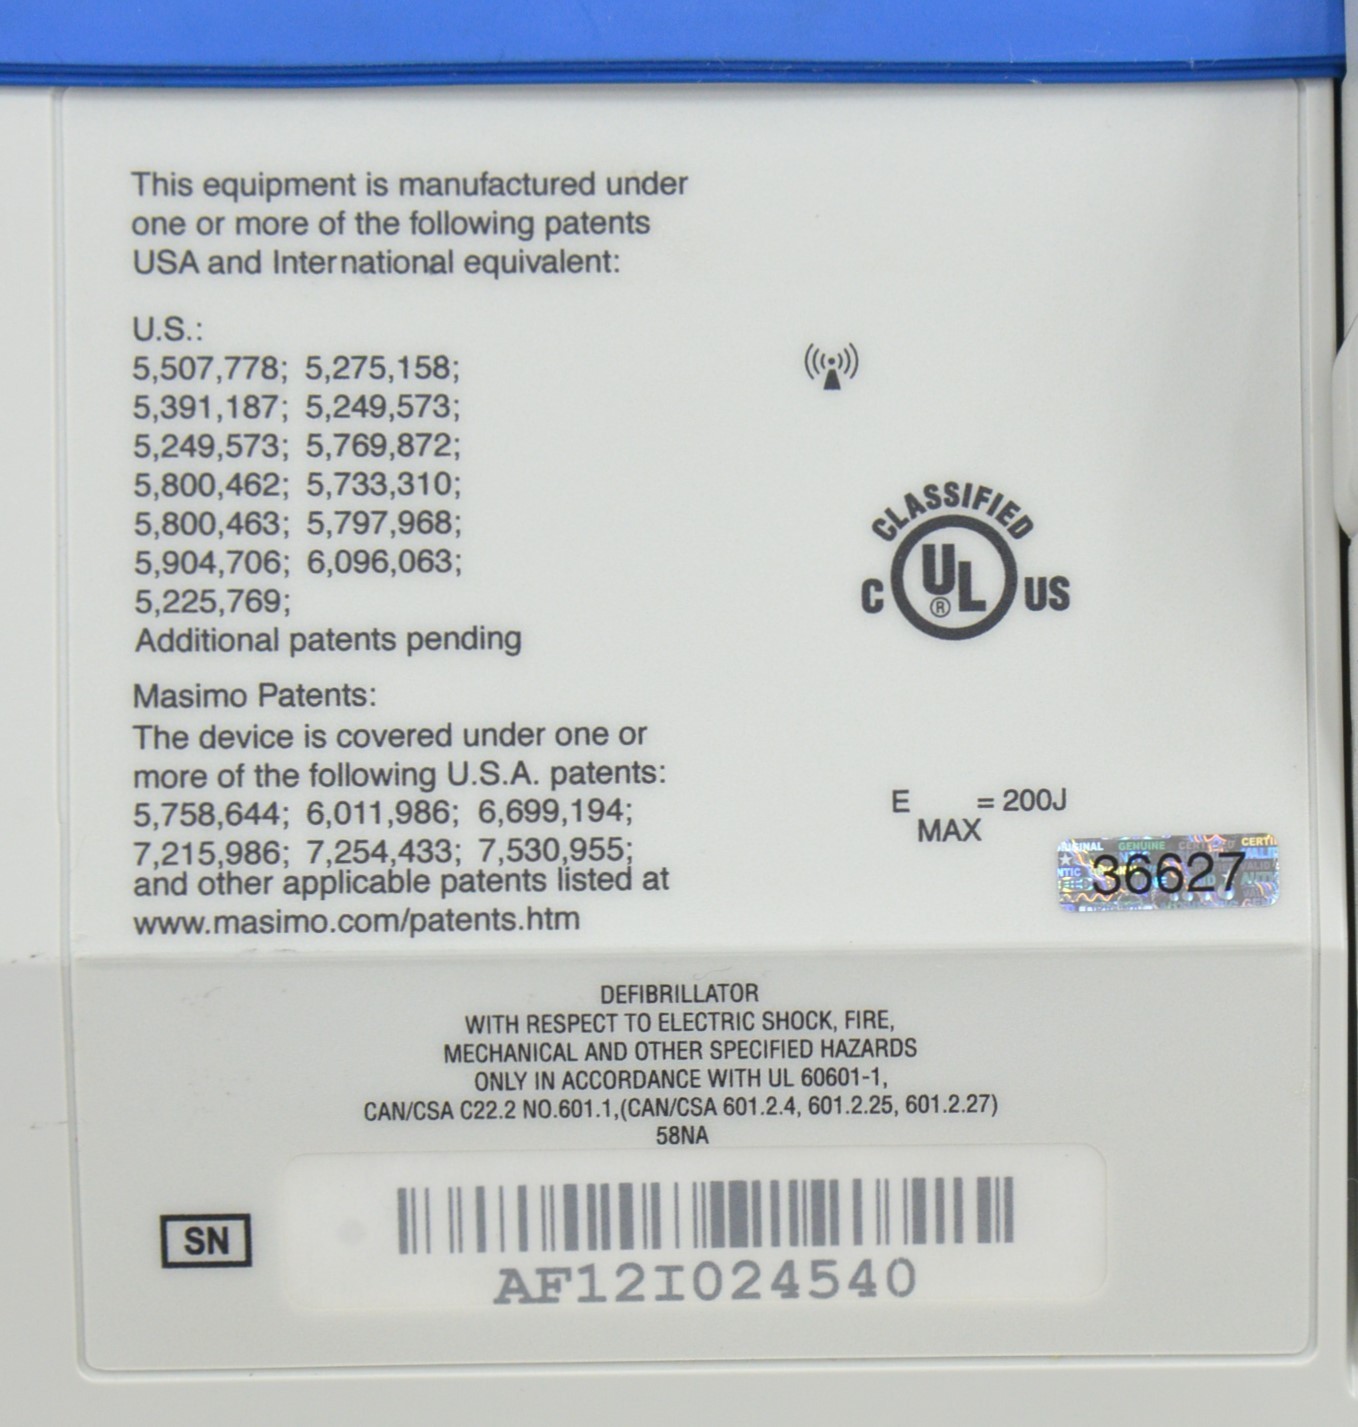 This equipment is manufactured under
one or more of the following patents
USA and International equivalent:
U.S.:
5,507,778; 5,275,158;
5,391,187; 5,249,573;
5,249,573; 5,769,872;
5,800,462; 5,733,310;
5,800,463; 5,797,968;
5,904,706; 6,096,063;
5,225,769;
Additional patents pending
Masimo Patents:
The device is covered under one or
more of the following U.S.A. patents:
5,758,644; 6,011,986; 6,699,194;
7,215,986; 7,254,433; 7,530,955;
and other applicable patents listed at
www.masimo.com/patents.htm
CLASSIFIED
C UL ® US
E MAX = 200J
GENUINE
36627
DEFIBRILLATOR
WITH RESPECT TO ELECTRIC SHOCK, FIRE,
MECHANICAL AND OTHER SPECIFIED HAZARDS
ONLY IN ACCORDANCE WITH UL 60601-1,
CAN/CSA C22.2 NO.601.1,(CAN/CSA 601.2.4, 601.2.25, 601.2.27)
58NA
SN
AF12I024540